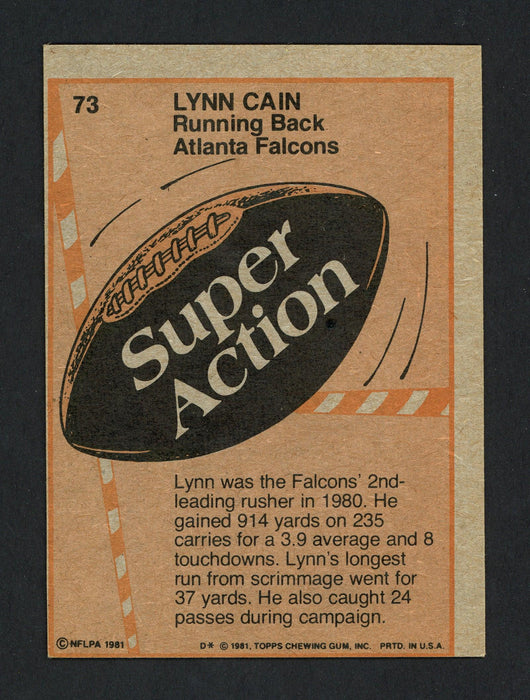 73
LYNN CAIN
Running Back
Atlanta Falcons
Super
Action
Lynn was the Falcons' 2nd-
leading rusher in 1980. He
gained 914 yards on 235
carries for a 3.9 average and 8
touchdowns. Lynn's longest
run from scrimmage went for
37 yards. He also caught 24
passes during campaign.
© NFLPA 1981
D* © 1981, TOPPS CHEWING GUM, INC. PRTD. IN U.S.A.